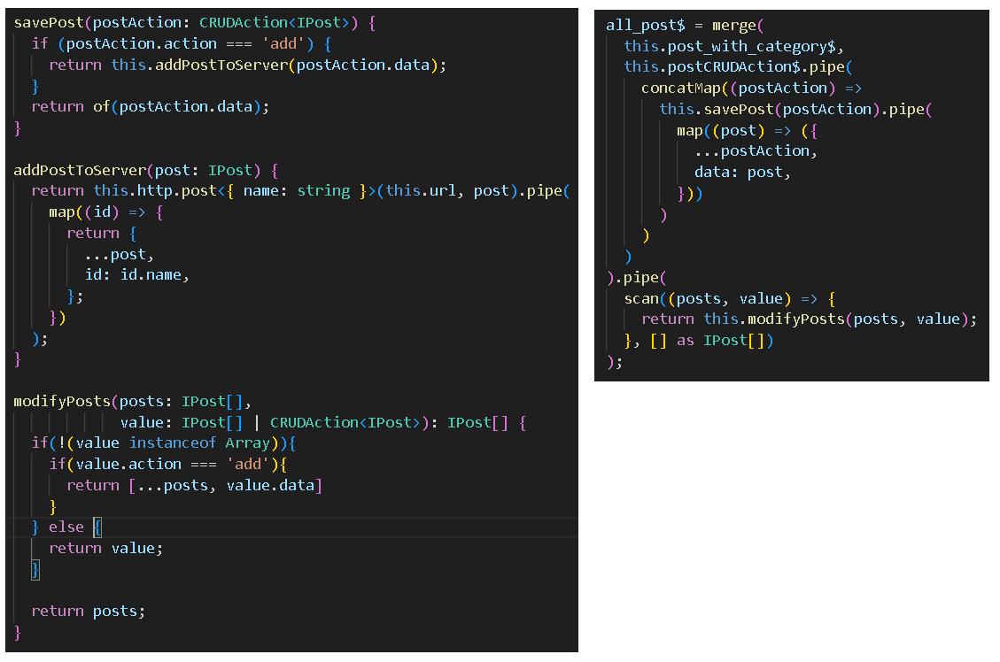 savePost(postAction: CRUDAction<IPost>) {
  if (postAction.action === 'add') {
    return this.addPostToServer(postAction.data);
  }
  return of(postAction.data);
}

addPostToServer(post: IPost) {
  return this.http.post<{ name: string }>(this.url, post).pipe(
    map((id) => {
      return {
        ...post,
        id: id.name,
      };
    })
  );
}

modifyPosts(posts: IPost[],
            value: IPost[] | CRUDAction<IPost>): IPost[] {
  if(!(value instanceof Array)){
    if(value.action === 'add'){
      return [...posts, value.data]
    }
  } else {
    return value;
  }

  return posts;
}

all_post$ = merge(
  this.post_with_category$,
  this.postCRUDAction$.pipe(
    concatMap((postAction) =>
      this.savePost(postAction).pipe(
        map((post) => ({
          ...postAction,
          data: post,
        }))
      )
    )
  )
).pipe(
  scan((posts, value) => {
    return this.modifyPosts(posts, value);
  }, [] as IPost[])
);